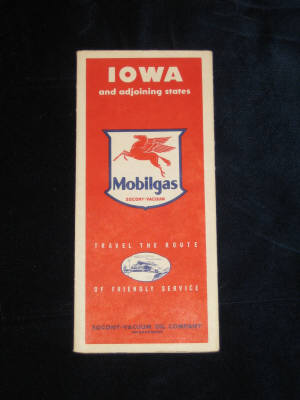 IOWA
and adjoining states
Mobilgas
SOCONY-VACUUM
TRAVEL THE ROUTE
OF FRIENDLY SERVICE
SOCONY-VACUUM OIL COMPANY